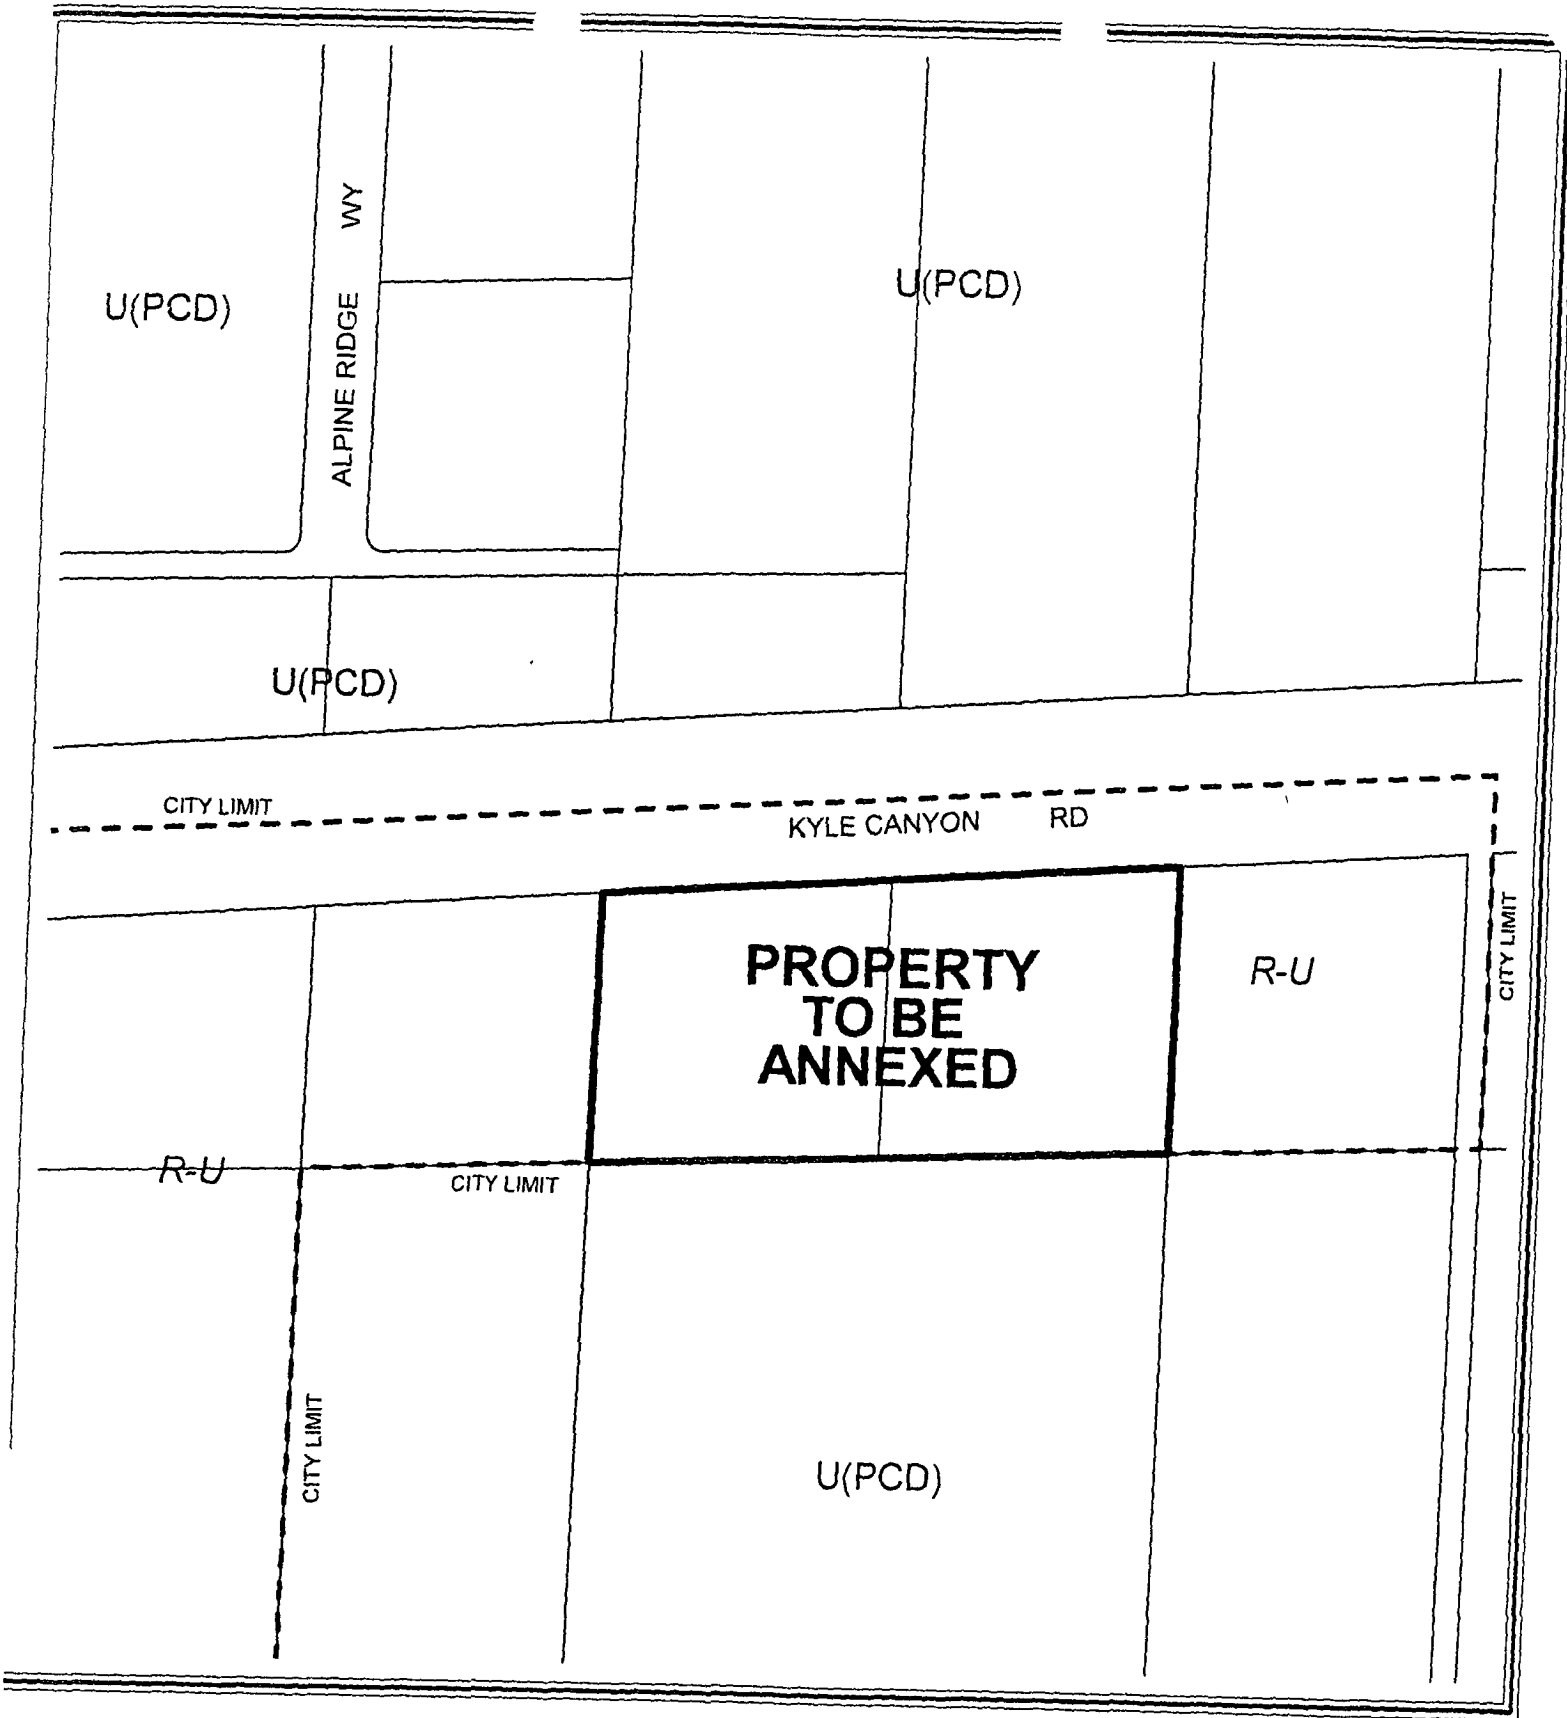 ALPINE RIDGE WY
U(PCD)
U(PCD)
U(PCD)
CITY LIMIT
KYLE CANYON RD
PROPERTY
TO BE
ANNEXED
R-U
CITY LIMIT
R-U
CITY LIMIT
CITY LIMIT
U(PCD)